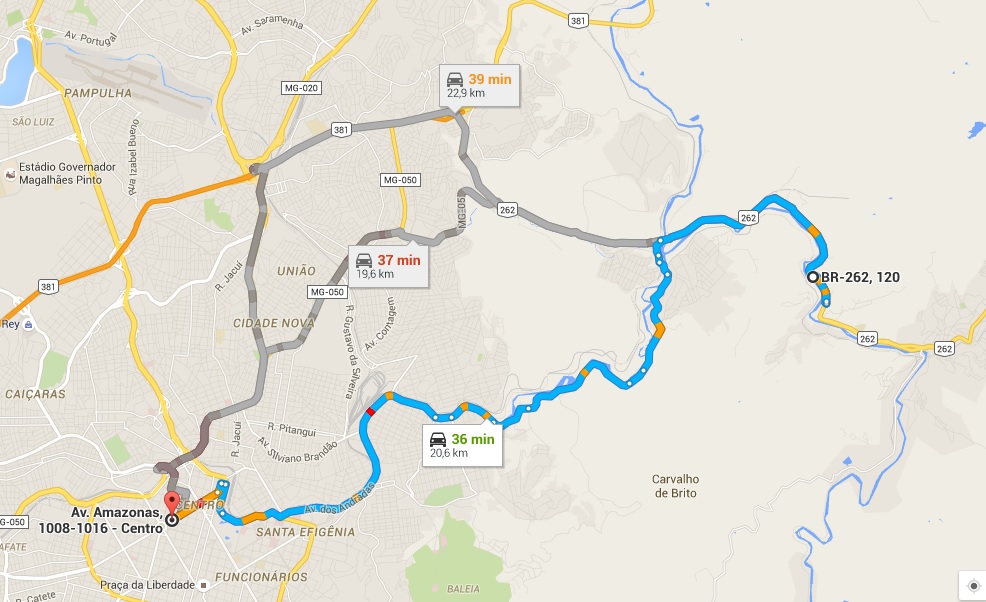 381
Av. Portugal
Av. Saramenha
39 min
22,9 km
MG-020
PAMPULHA
SÃO LUIZ
381
Rua Izabel Bueno
Estádio Governador
Magalhães Pinto
MG-050
MG-050
262
262
37 min
19,6 km
UNIÃO
R. Jacuí
BR-262, 120
381
MG-050
Rey
CIDADE NOVA
R. Gustavo da Silveira
Av. Contagem
262
262
CAIÇARAS
R. Jacuí
R. Pitangui
Av. Silviano Brandão
36 min
20,6 km
Carvalho
de Brito
CENTRO
Av. dos Andradas
Av. Amazonas,
1008-1016 - Centro
G-050
SANTA EFIGÊNIA
AFATE
FUNCIONÁRIOS
Praça da Liberdade
R. Catete
BALEIA